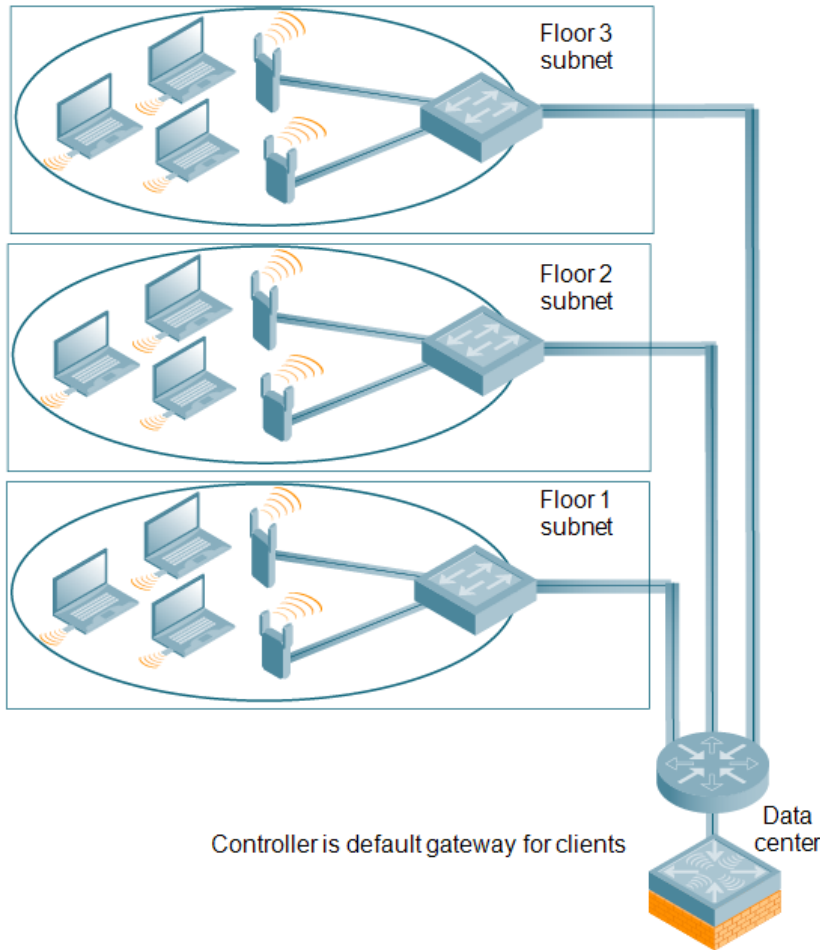 Floor 3
subnet
Floor 2
subnet
Floor 1
subnet
Data
center
Controller is default gateway for clients